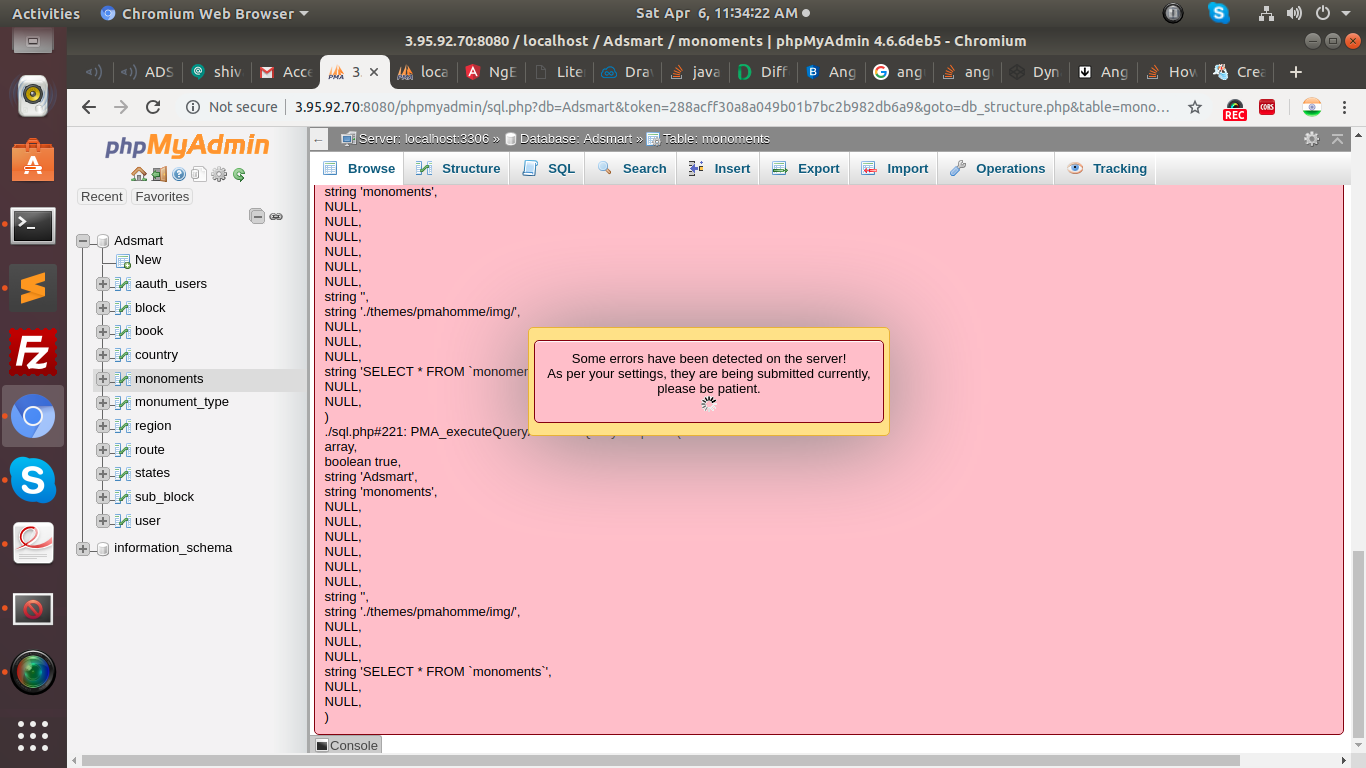 Activities
Chromium Web Browser
Sat Apr 6, 11:34:22 AM
3.95.92.70:8080 / localhost / Adsmart / monoments | phpMyAdmin 4.6.6deb5 - Chromium
ADS
shiv
Acce
3.
loca
NgE
Liter
Drav
java
Diff
Ang
angu
angu
Dyn
Ang
How
Crea
Not secure
3.95.92.70:8080/phpmyadmin/sql.php?db=Adsmart&token=288acff30a8a049b01b7bc2b982db6a9&goto=db_structure.php&table=mono...
REC
CORS
phpMyAdmin
Recent
Favorites
Adsmart
New
aauth_users
block
book
country
monoments
monument_type
region
route
states
sub_block
user
information_schema
Server: localhost:3306 » Database: Adsmart » Table: monoments
Browse
Structure
SQL
Search
Insert
Export
Import
Operations
Tracking
string 'monoments',
NULL,
NULL,
NULL,
NULL,
NULL,
NULL,
string '',
string './themes/pmahomme/img/',
NULL,
NULL,
NULL,
string 'SELECT * FROM `monomen
NULL,
NULL,
)
./sql.php#221: PMA_executeQuery
array,
boolean true,
string 'Adsmart',
string 'monoments',
NULL,
NULL,
NULL,
NULL,
NULL,
NULL,
string '',
string './themes/pmahomme/img/',
NULL,
NULL,
NULL,
string 'SELECT * FROM `monoments`',
NULL,
NULL,
)
Some errors have been detected on the server!
As per your settings, they are being submitted currently,
please be patient.
Console